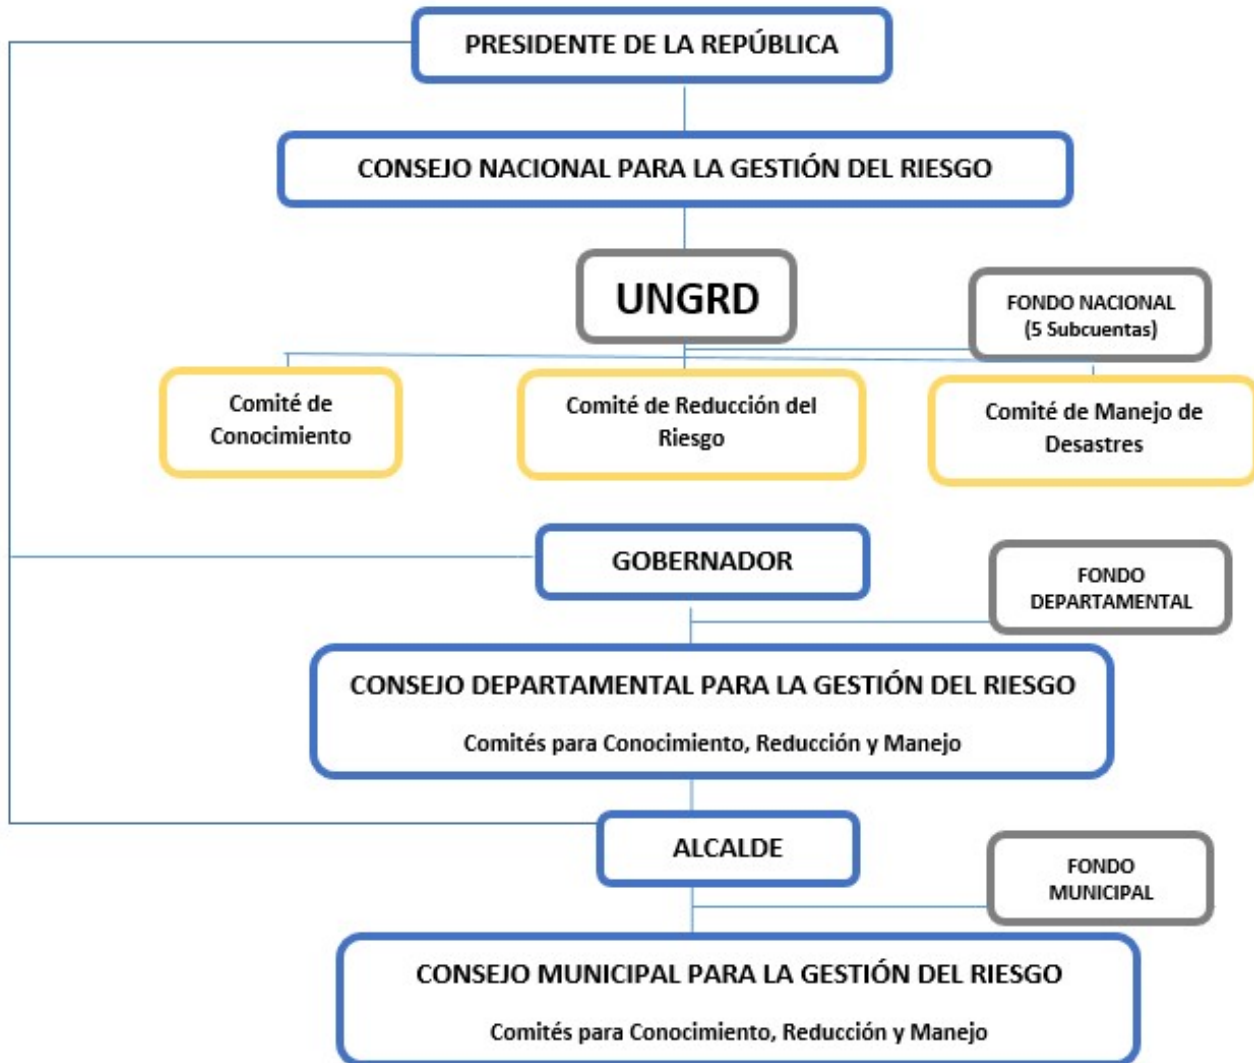 PRESIDENTE DE LA REPÚBLICA
CONSEJO NACIONAL PARA LA GESTIÓN DEL RIESGO
UNGRD
FONDO NACIONAL
(5 Subcuentas)
Comité de
Conocimiento
Comité de Reducción del
Riesgo
Comité de Manejo de
Desastres
GOBERNADOR
FONDO
DEPARTAMENTAL
CONSEJO DEPARTAMENTAL PARA LA GESTIÓN DEL RIESGO
Comités para Conocimiento, Reducción y Manejo
ALCALDE
FONDO
MUNICIPAL
CONSEJO MUNICIPAL PARA LA GESTIÓN DEL RIESGO
Comités para Conocimiento, Reducción y Manejo